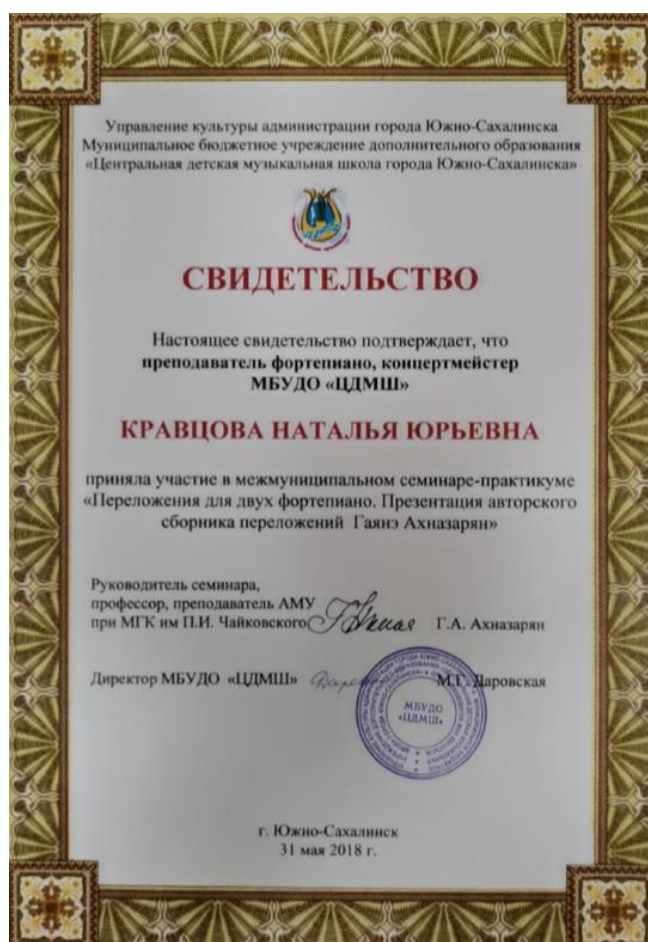 Управление культуры администрации города Южно-Сахалинска
Муниципальное бюджетное учреждение дополнительного образования
«Центральная детская музыкальная школа города Южно-Сахалинска»
СВИДЕТЕЛЬСТВО
Настоящее свидетельство подтверждает, что
преподаватель фортепиано, концертмейстер
МБУДО «ЦДМШ»
КРАВЦОВА НАТАЛЬЯ ЮРЬЕВНА
приняла участие в межмуниципальном семинаре-практикуме
«Переложения для двух фортепиано. Презентация авторского
сборника переложений Гаянэ Ахназарян»
Руководитель семинара,
профессор, преподаватель АМУ
при МГК им П.И. Чайковского Г.А. Ахназарян
Директор МБУДО «ЦДМШ» М.Г. Даровская
МБУДО
«ЦДМШ»
г. Южно-Сахалинск
31 мая 2018 г.